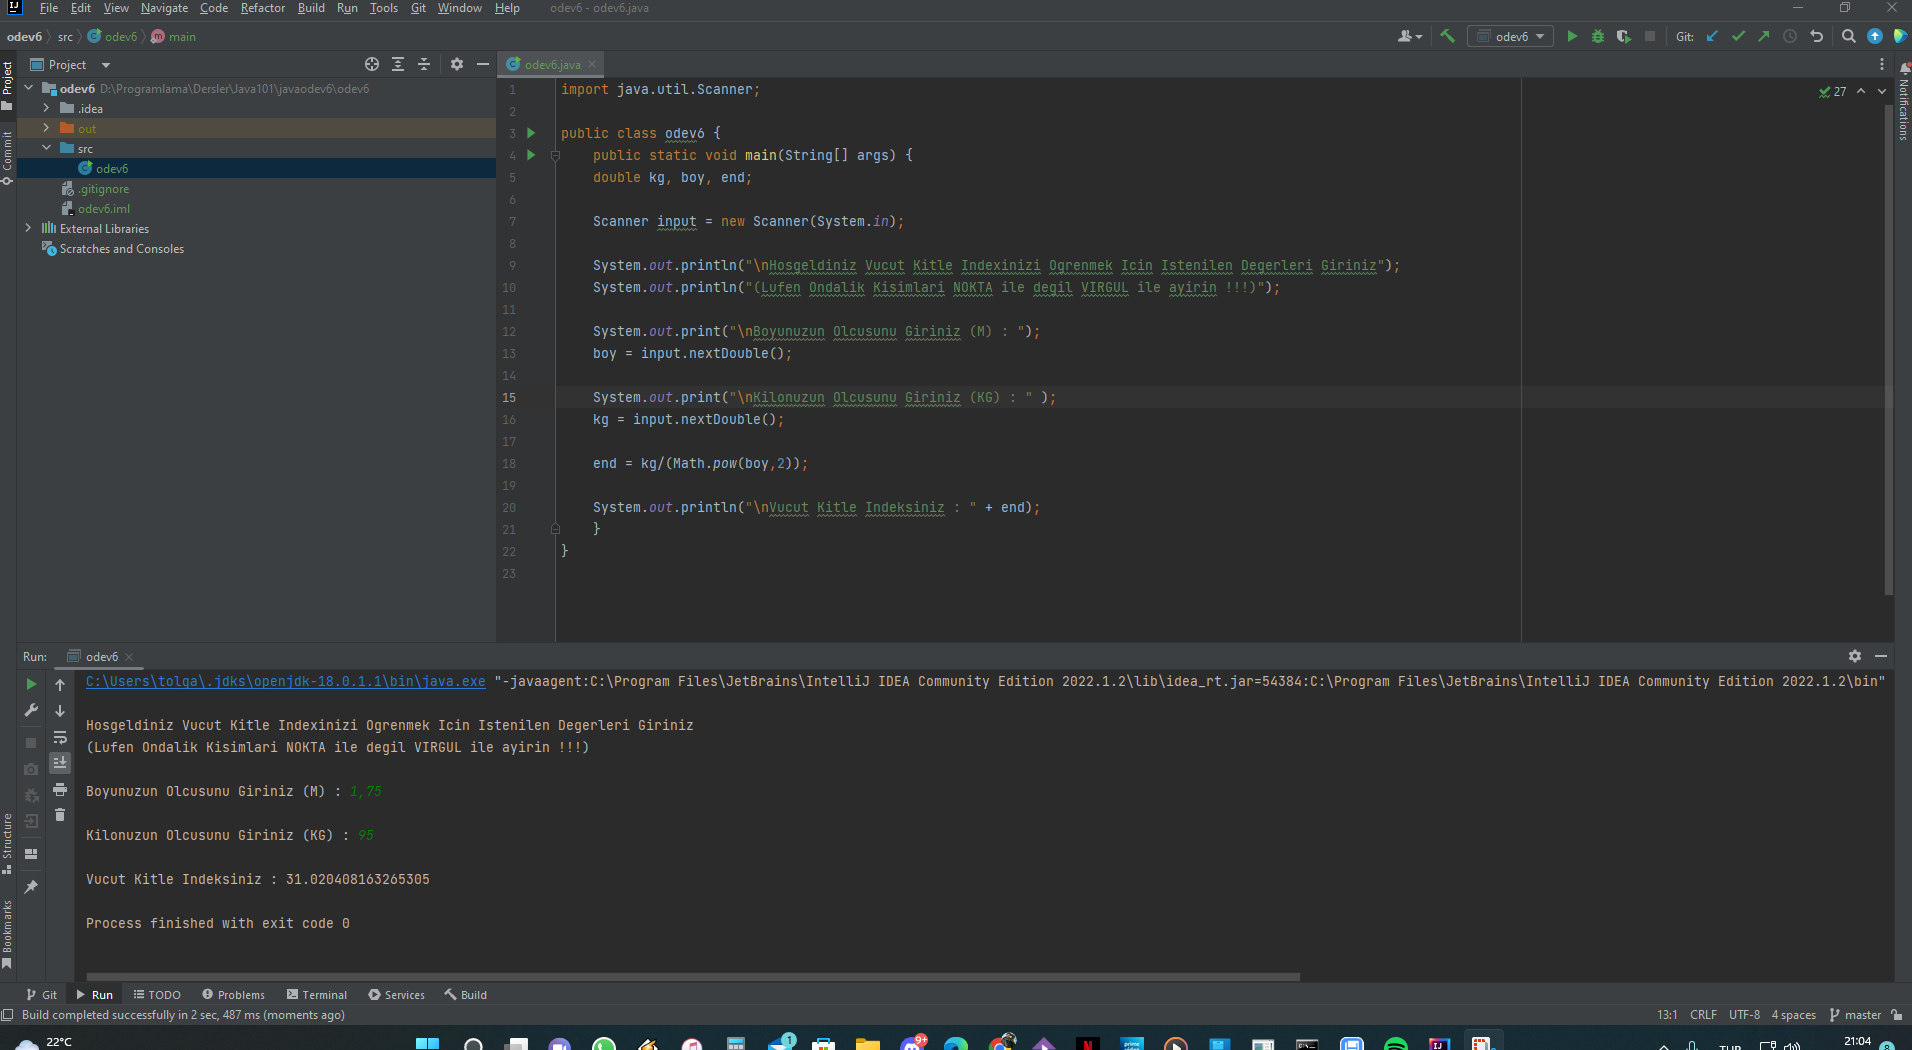 File Edit View Navigate Code Refactor Build Run Tools Git Window Help odev6 - odev6.java
odev6 src odev6 main
odev6 Git:
Project
odev6.java
odev6 D:\Programlama\Dersler\Java101\javaodev6\odev6
.idea
out
src
odev6
.gitignore
odev6.iml
External Libraries
Scratches and Consoles
Project
Commit
Structure
Bookmarks
Notifications
27
1 import java.util.Scanner;
2
3 public class odev6 {
4 public static void main(String[] args) {
5 double kg, boy, end;
6
7 Scanner input = new Scanner(System.in);
8
9 System.out.println("\nHosgeldiniz Vucut Kitle Indexinizi Ogrenmek Icin Istenilen Degerleri Giriniz");
10 System.out.println("(Lufen Ondalik Kisimlari NOKTA ile degil VIRGUL ile ayirin !!!)");
11
12 System.out.print("\nBoyunuzun Olcusunu Giriniz (M) : ");
13 boy = input.nextDouble();
14
15 System.out.print("\nKilonuzun Olcusunu Giriniz (KG) : " );
16 kg = input.nextDouble();
17
18 end = kg/(Math.pow(boy,2));
19
20 System.out.println("\nVucut Kitle Indeksiniz : " + end);
21 }
22 }
23
Run: odev6
C:\Users\tolga\.jdks\openjdk-18.0.1.1\bin\java.exe "-javaagent:C:\Program Files\JetBrains\IntelliJ IDEA Community Edition 2022.1.2\lib\idea_rt.jar=54384:C:\Program Files\JetBrains\IntelliJ IDEA Community Edition 2022.1.2\bin"
Hosgeldiniz Vucut Kitle Indexinizi Ogrenmek Icin Istenilen Degerleri Giriniz
(Lufen Ondalik Kisimlari NOKTA ile degil VIRGUL ile ayirin !!!)
Boyunuzun Olcusunu Giriniz (M) : 1,75
Kilonuzun Olcusunu Giriniz (KG) : 95
Vucut Kitle Indeksiniz : 31.020408163265305
Process finished with exit code 0
Git Run TODO Problems Terminal Services Build
Build completed successfully in 2 sec, 487 ms (moments ago)
13:1 CRLF UTF-8 4 spaces master
22°C
1
9+
21:04
8